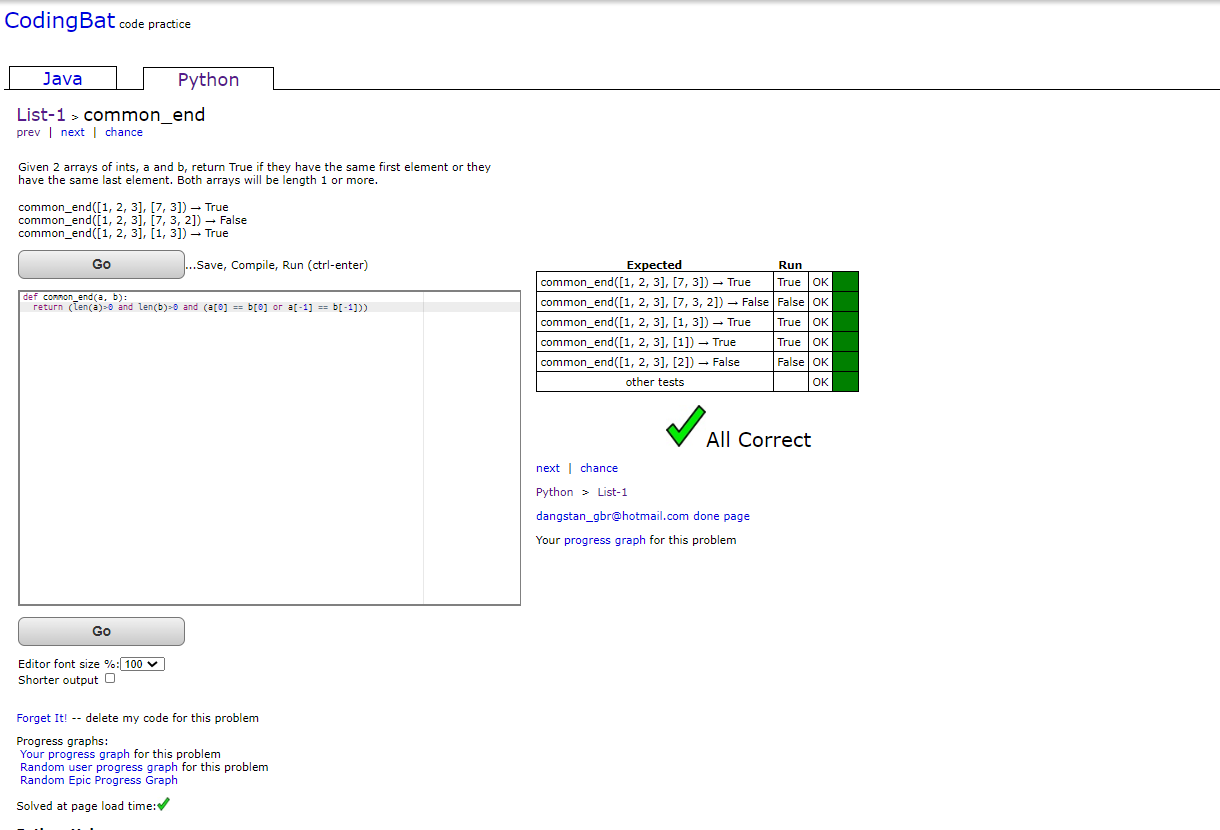 CodingBat code practice
Java
Python
List-1 > common_end
prev | next | chance
Given 2 arrays of ints, a and b, return True if they have the same first element or they
have the same last element. Both arrays will be length 1 or more.
common_end([1, 2, 3], [7, 3]) → True
common_end([1, 2, 3], [7, 3, 2]) → False
common_end([1, 2, 3], [1, 3]) → True
Go
...Save, Compile, Run (ctrl-enter)
def common_end(a, b):
return (len(a)>0 and len(b)>0 and (a[0] == b[0] or a[-1] == b[-1]))
Go
Editor font size %: 100
Shorter output
Forget It! -- delete my code for this problem
Progress graphs:
Your progress graph for this problem
Random user progress graph for this problem
Random Epic Progress Graph
Solved at page load time:
Expected Run
common_end([1, 2, 3], [7, 3]) → True True OK
common_end([1, 2, 3], [7, 3, 2]) → False False OK
common_end([1, 2, 3], [1, 3]) → True True OK
common_end([1, 2, 3], [1]) → True True OK
common_end([1, 2, 3], [2]) → False False OK
other tests OK
All Correct
next | chance
Python > List-1
dangstan_gbr@hotmail.com done page
Your progress graph for this problem